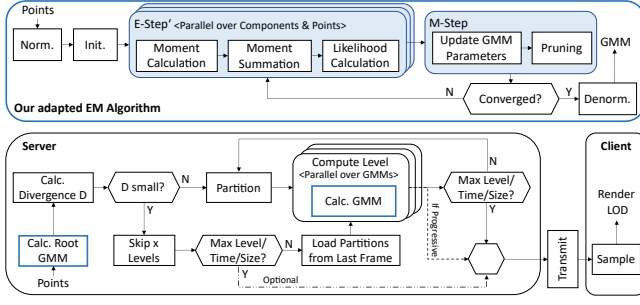 Points
Norm.
Init.
E-Step’ <Parallel over Components & Points>
Moment
Calculation
Moment
Summation
Likelihood
Calculation
M-Step
Update GMM
Parameters
Pruning
GMM
Our adapted EM Algorithm
N
Converged?
Y
Denorm.
Server
Calc.
Divergence D
D small?
N
Y
Partition
Compute Level
<Parallel over GMMs>
Calc. GMM
N
Max Level/
Time/Size?
Y
If Progressive
Calc. Root
GMM
Points
Skip x
Levels
Max Level/
Time/Size?
N
Y
Optional
Load Partitions
from Last Frame
Transmit
Client
Render
LOD
Sample